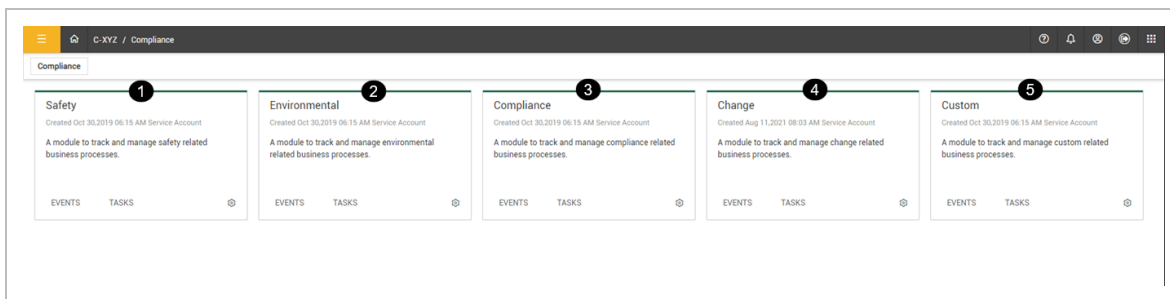 C-XYZ / Compliance
Compliance
1
Safety
Created Oct 30,2019 06:15 AM Service Account
A module to track and manage safety related
business processes.
EVENTS TASKS
2
Environmental
Created Oct 30,2019 06:15 AM Service Account
A module to track and manage environmental
related business processes.
EVENTS TASKS
3
Compliance
Created Oct 30,2019 06:15 AM Service Account
A module to track and manage compliance related
business processes.
EVENTS TASKS
4
Change
Created Aug 11,2021 08:03 AM Service Account
A module to track and manage change related
business processes.
EVENTS TASKS
5
Custom
Created Oct 30,2019 06:15 AM Service Account
A module to track and manage custom related
business processes.
EVENTS TASKS